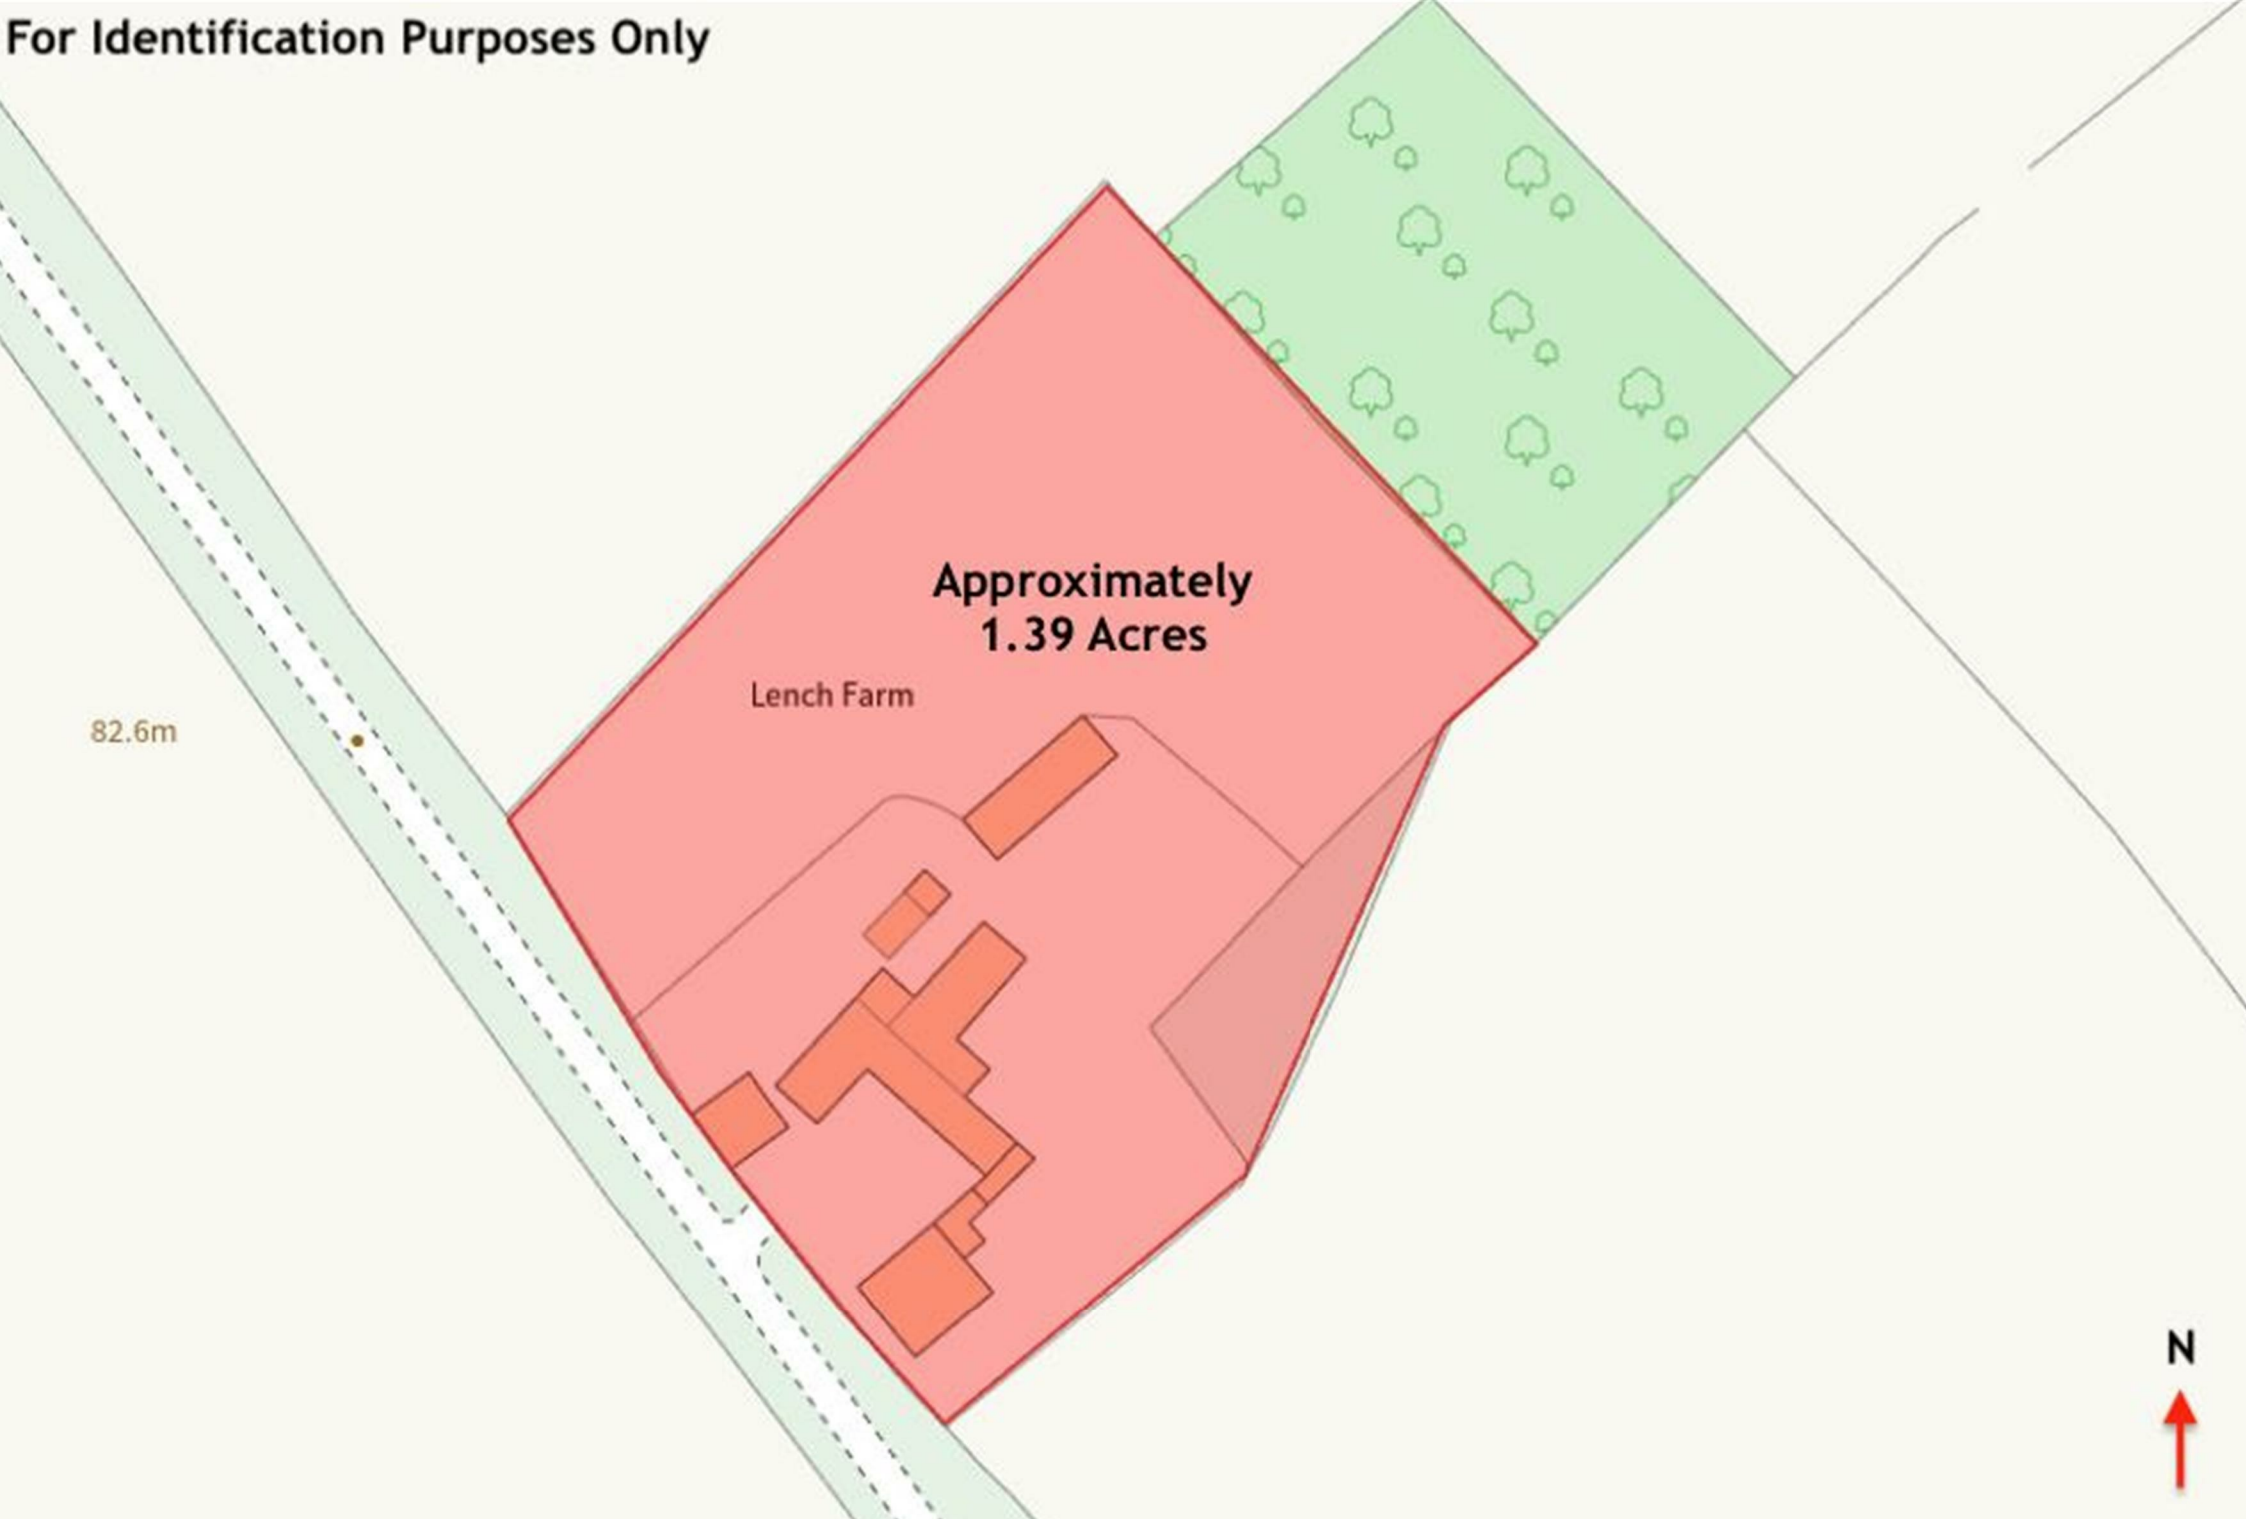 For Identification Purposes Only
Approximately
1.39 Acres
Lench Farm
82.6m
N